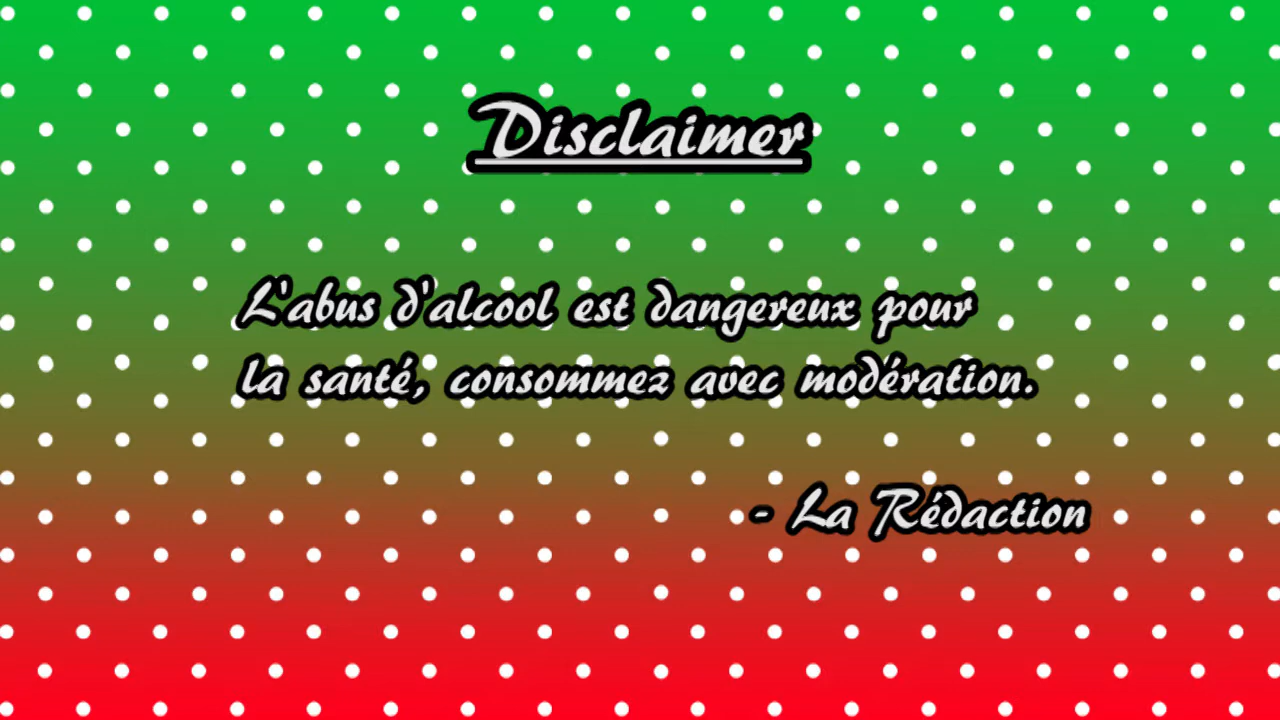 Disclaimer
L'abus d'alcool est dangereux pour
la santé, consommez avec modération.
- La Rédaction